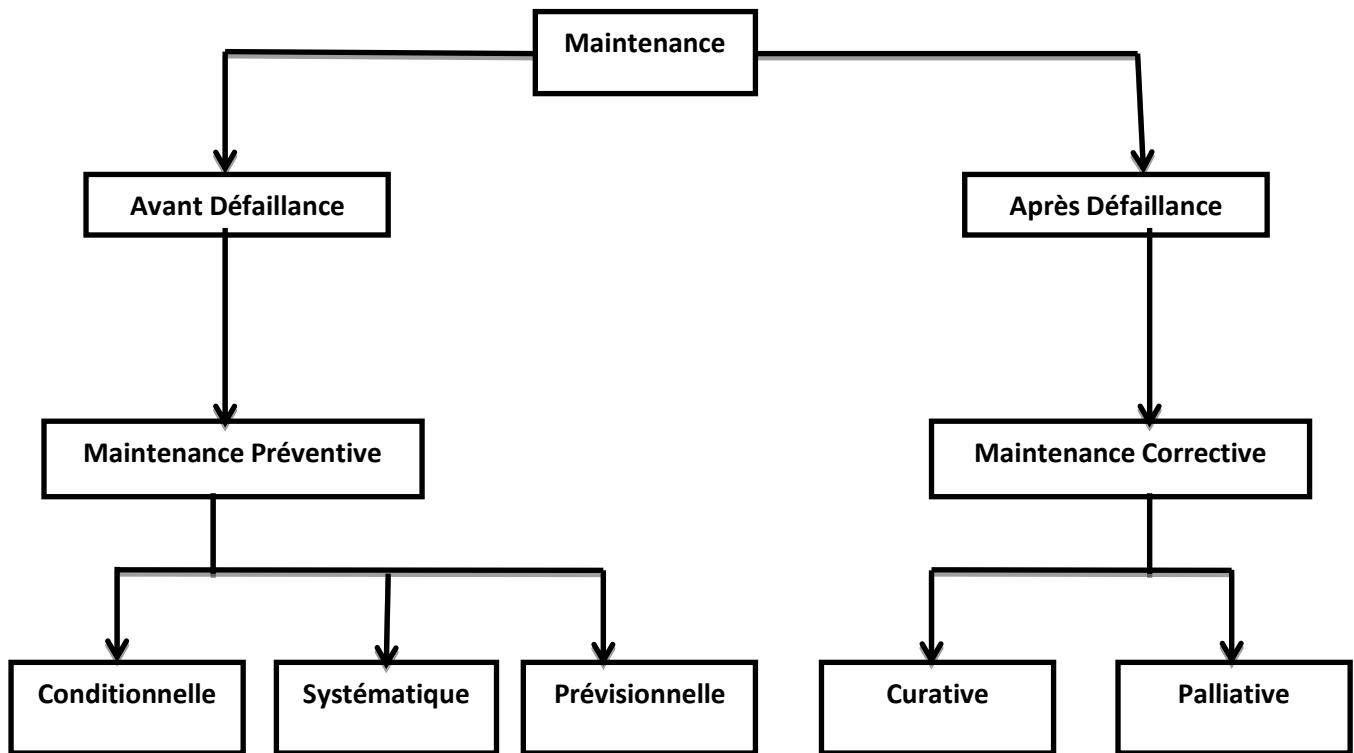 Maintenance
Avant Défaillance
Après Défaillance
Maintenance Préventive
Maintenance Corrective
Conditionnelle
Systématique
Prévisionnelle
Curative
Palliative